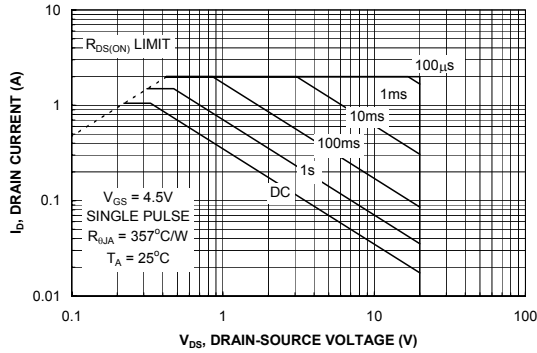 10
1
0.1
0.01
I_D, DRAIN CURRENT (A)
R_DS(ON) LIMIT
100µs
1ms
10ms
100ms
1s
DC
V_GS = 4.5V
SINGLE PULSE
R_θJA = 357°C/W
T_A = 25°C
0.1
1
10
100
V_DS, DRAIN-SOURCE VOLTAGE (V)